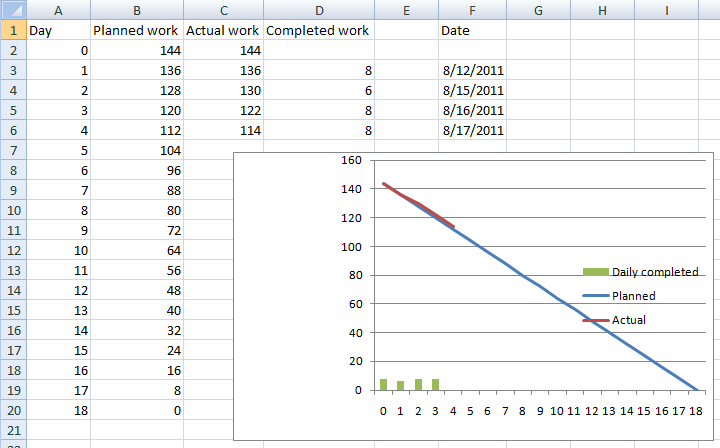 A B C D E F G H I
1 Day Planned work Actual work Completed work Date
2 0 144 144
3 1 136 136 8 8/12/2011
4 2 128 130 6 8/15/2011
5 3 120 122 8 8/16/2011
6 4 112 114 8 8/17/2011
7 5 104
8 6 96
9 7 88
10 8 80
11 9 72
12 10 64
13 11 56
14 12 48
15 13 40
16 14 32
17 15 24
18 16 16
19 17 8
20 18 0
21
160
140
120
100
80
60
40
20
0
0 1 2 3 4 5 6 7 8 9 10 11 12 13 14 15 16 17 18
Daily completed
Planned
Actual